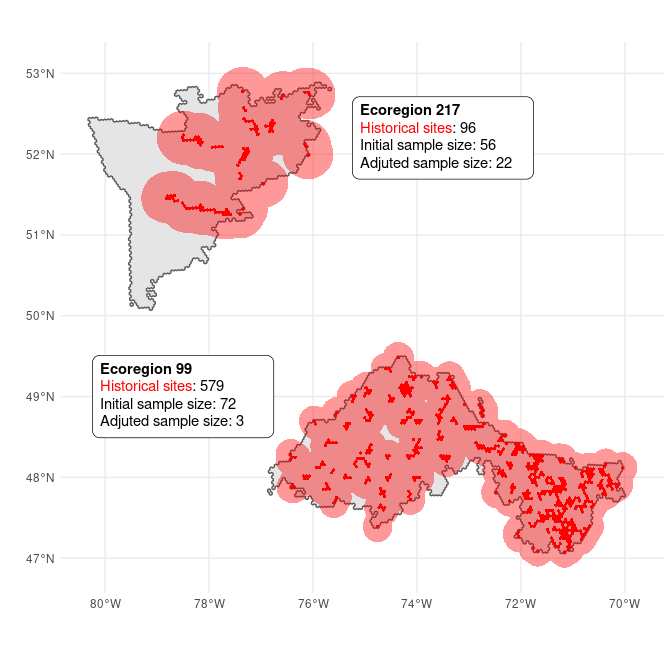 53°N
52°N
51°N
50°N
49°N
48°N
47°N
Ecoregion 217
Historical sites: 96
Initial sample size: 56
Adjuted sample size: 22
Ecoregion 99
Historical sites: 579
Initial sample size: 72
Adjuted sample size: 3
80°W 78°W 76°W 74°W 72°W 70°W